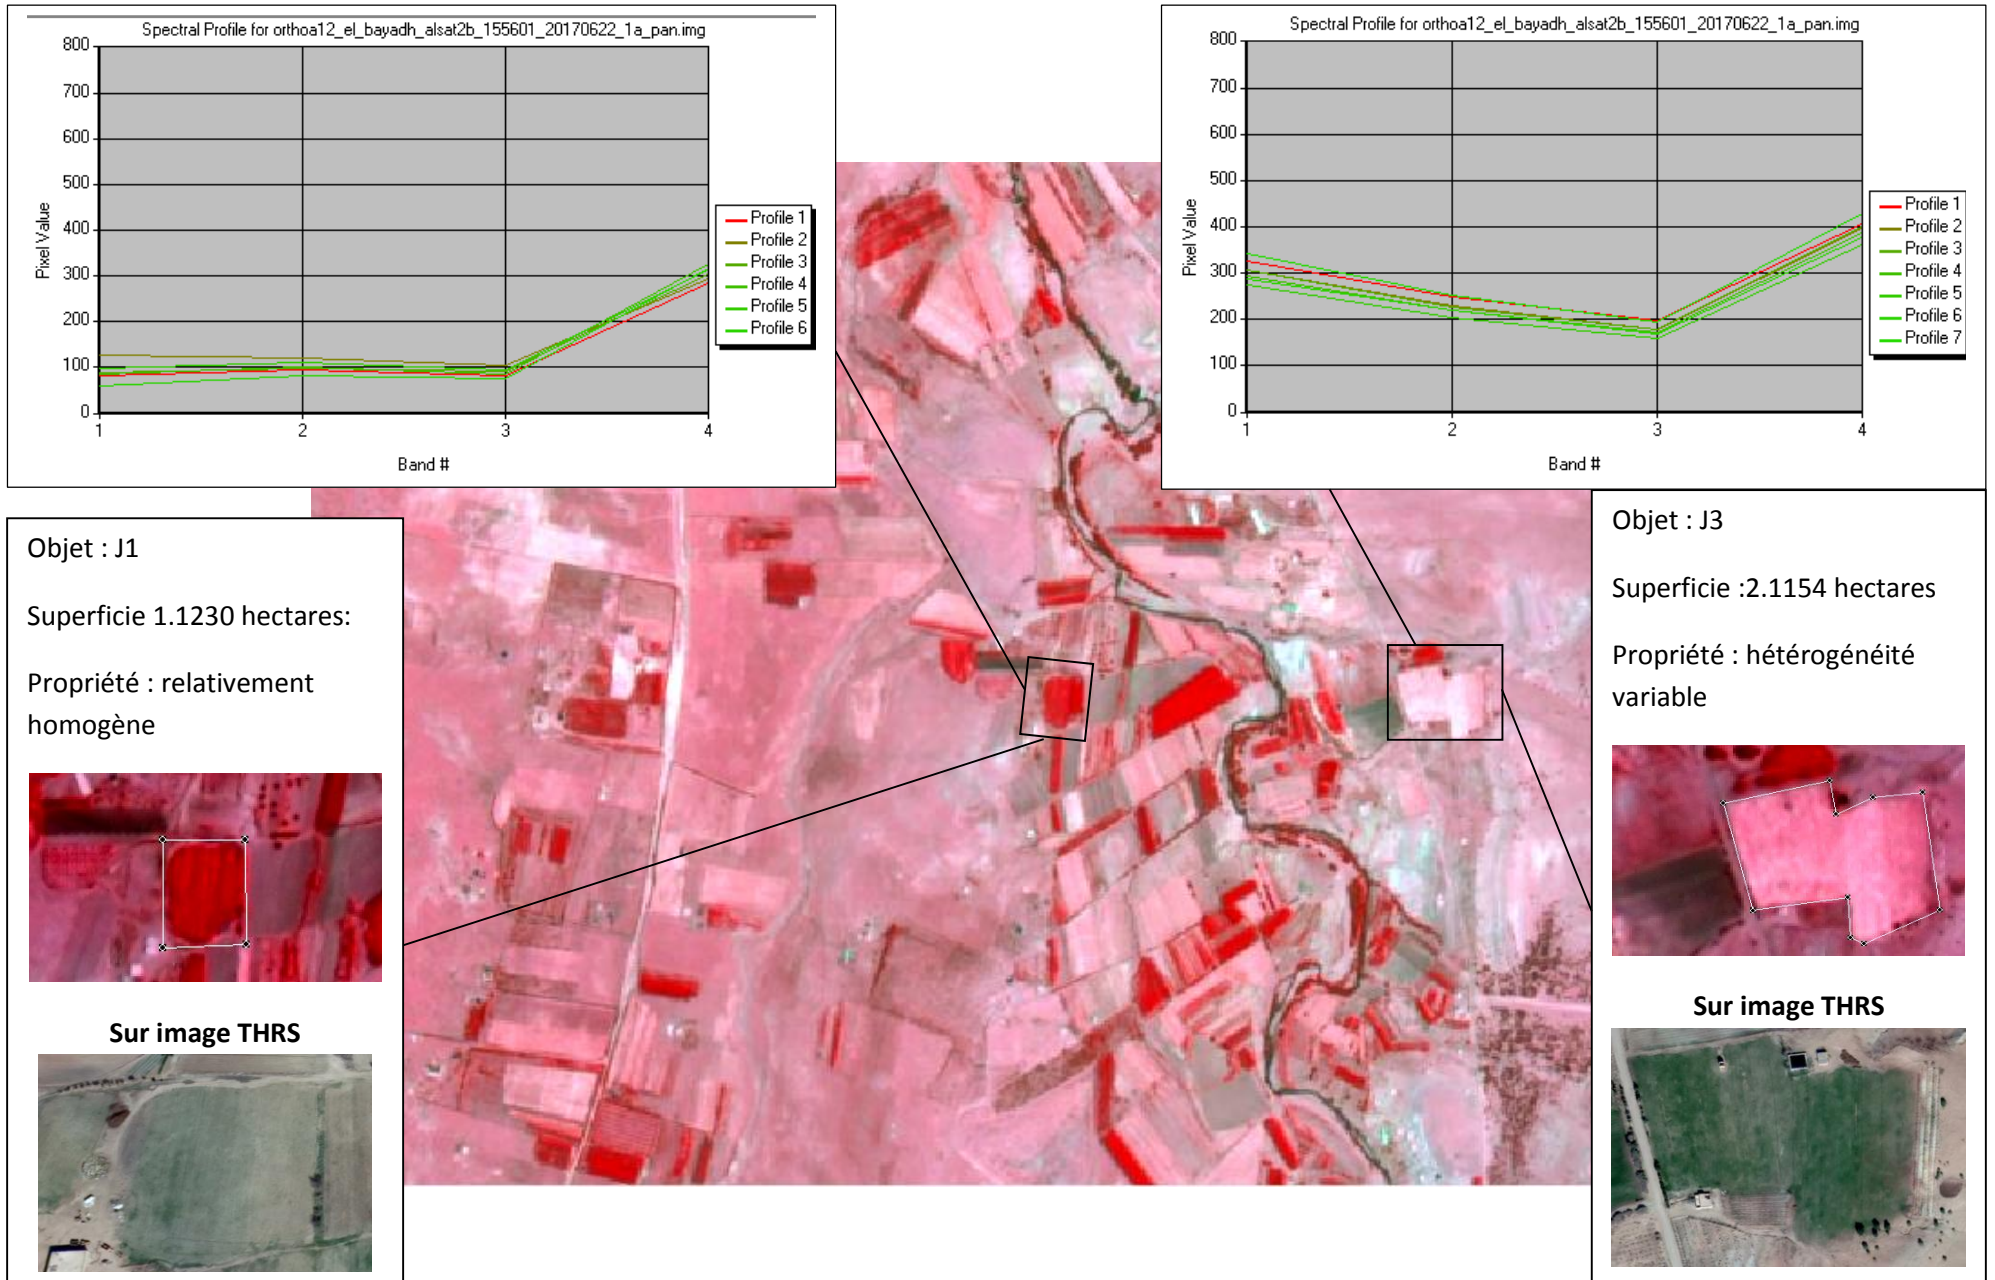 Spectral Profile for orthoa12_el_bayadh_alsat2b_155601_20170622_1a_pan.img
800
700
600
500
400
300
200
100
0
Pixel Value
1 2 3 4
Band #
Profile 1
Profile 2
Profile 3
Profile 4
Profile 5
Profile 6
Spectral Profile for orthoa12_el_bayadh_alsat2b_155601_20170622_1a_pan.img
800
700
600
500
400
300
200
100
0
Pixel Value
1 2 3 4
Band #
Profile 1
Profile 2
Profile 3
Profile 4
Profile 5
Profile 6
Profile 7
Objet : J1
Superficie 1.1230 hectares:
Propriété : relativement
homogène
Sur image THRS
Objet : J3
Superficie :2.1154 hectares
Propriété : hétérogénéité
variable
Sur image THRS